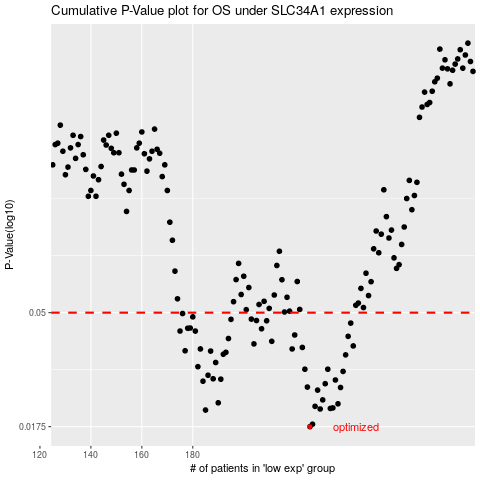 Cumulative P-Value plot for OS under SLC34A1 expression
P-Value(log10)
0.05
0.0175
optimized
120 140 160 180
# of patients in 'low exp' group